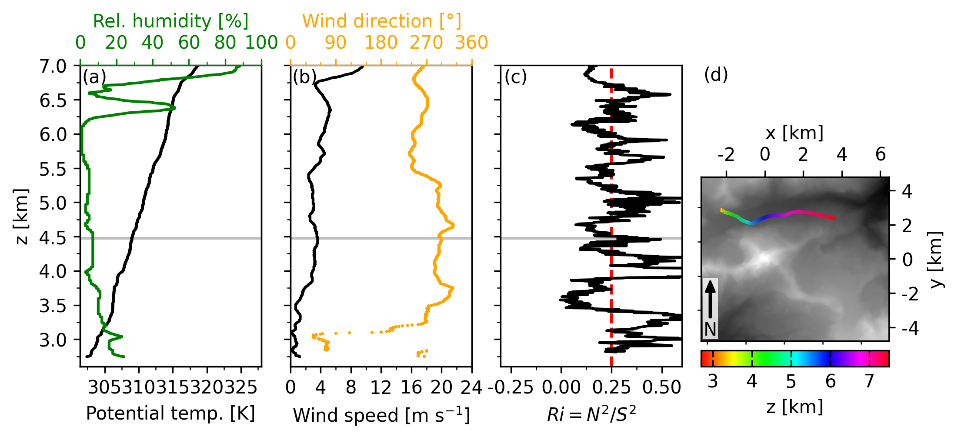 Rel. humidity [%]
0 20 40 60 80 100
Wind direction [°]
0 90 180 270 360
(a)
(b)
(c)
(d)
7.0
6.5
6.0
5.5
5.0
4.5
4.0
3.5
3.0
z [km]
305 310 315 320 325
Potential temp. [K]
0 4 8 12 16 20 24
Wind speed [m s⁻¹]
-0.25 0.00 0.25 0.50
Ri = N²/S²
x [km]
−2 0 2 4 6
4
2
0
−2
−4
y [km]
N
3 4 5 6 7
z [km]